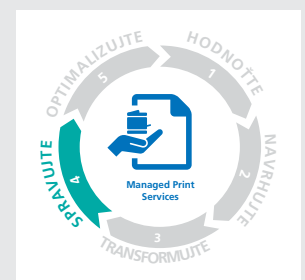 HODNOŤTE
1
NAVRHUJTE
2
TRANSFORMUJTE
3
SPRAVUJTE
4
OPTIMALIZUJTE
5
Managed Print
Services